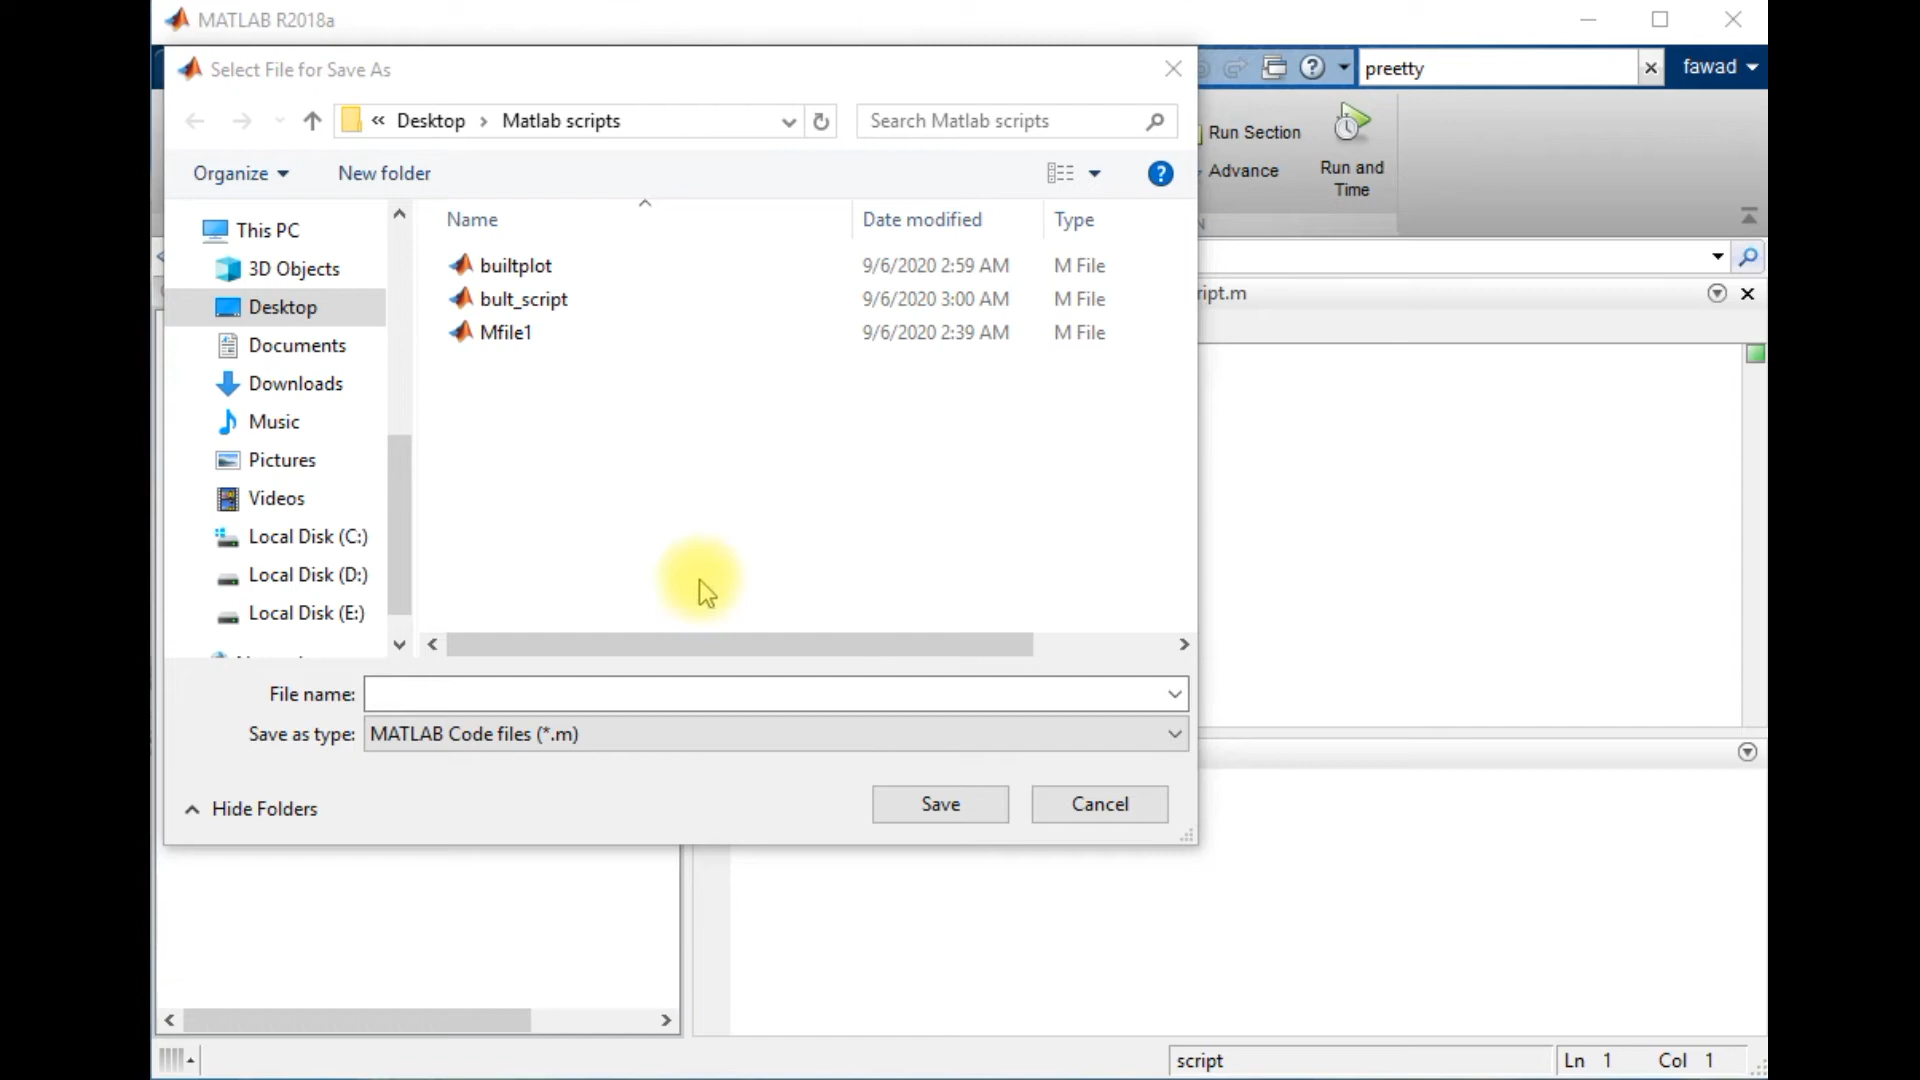 MATLAB R2018a
Select File for Save As
preetty
fawad
« Desktop › Matlab scripts
Search Matlab scripts
Run Section
Advance
Run and
Time
Organize
New folder
Name
Date modified
Type
This PC
3D Objects
Desktop
Documents
Downloads
Music
Pictures
Videos
Local Disk (C:)
Local Disk (D:)
Local Disk (E:)
builtplot 9/6/2020 2:59 AM M File
bult_script 9/6/2020 3:00 AM M File
Mfile1 9/6/2020 2:39 AM M File
ript.m
File name:
Save as type: MATLAB Code files (*.m)
Hide Folders
Save
Cancel
script
Ln 1 Col 1